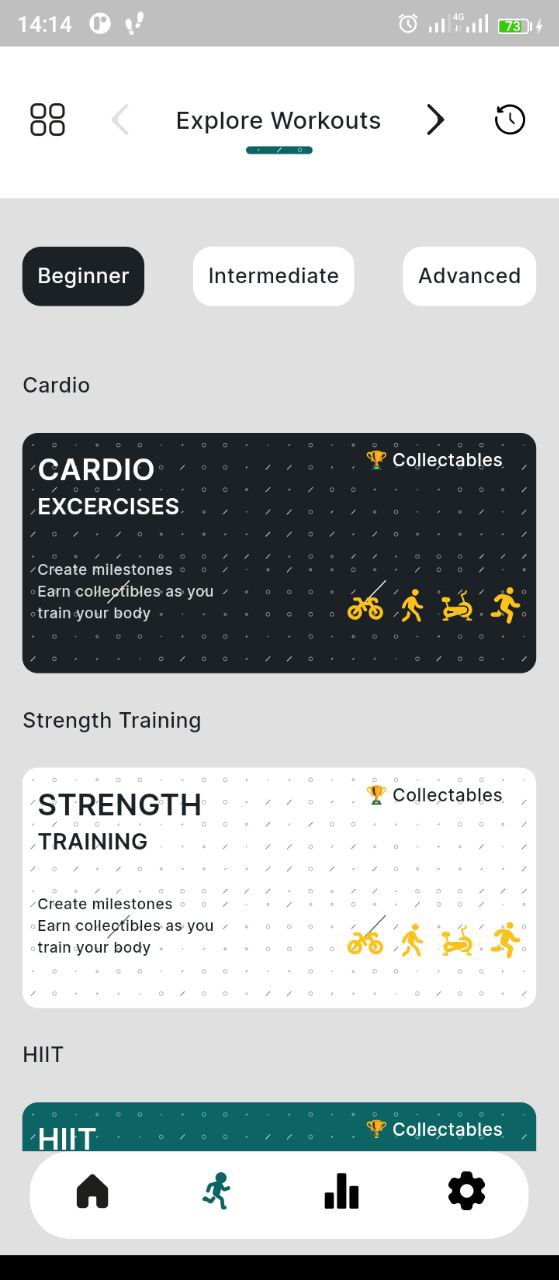 14:14
4G
73
Explore Workouts
Beginner
Intermediate
Advanced
Cardio
CARDIO
🏆 Collectables
EXCERCISES
Create milestones
Earn collectibles as you
train your body
Strength Training
STRENGTH
🏆 Collectables
TRAINING
Create milestones
Earn collectibles as you
train your body
HIIT
HIIT
🏆 Collectables